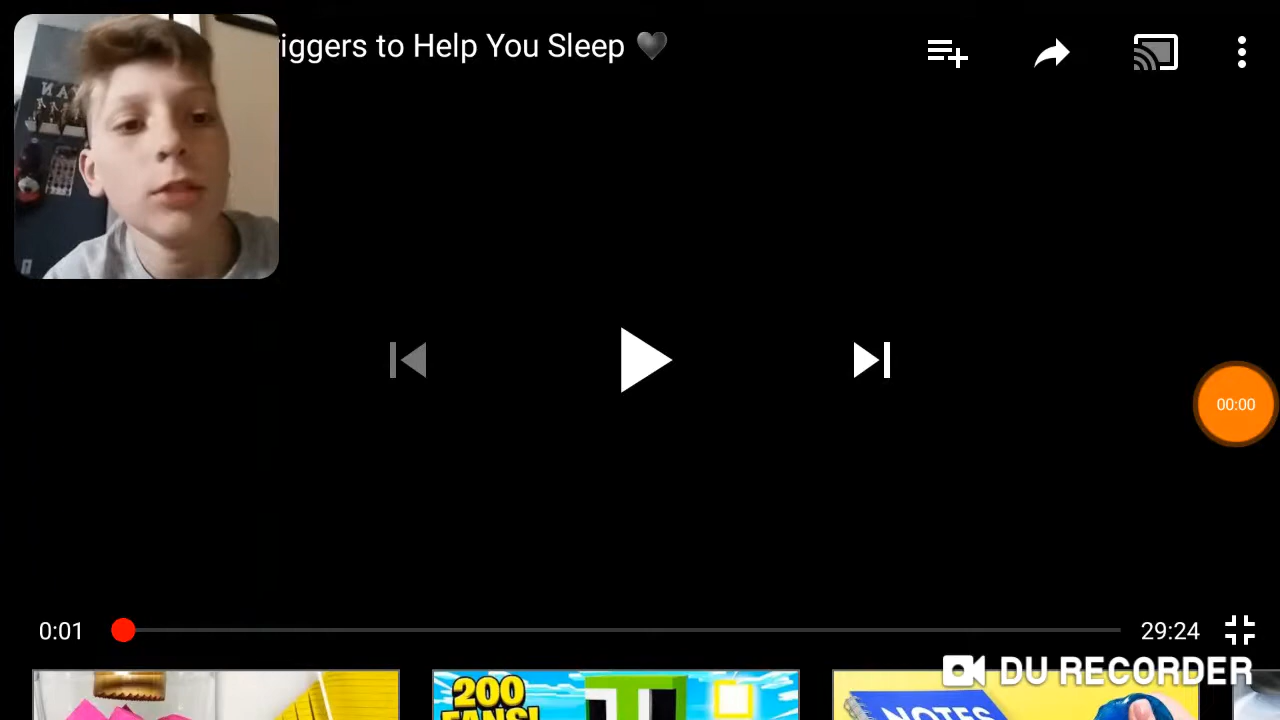 iggers to Help You Sleep 🖤
00:00
0:01
29:24
DU RECORDER
200
FANS!
NOTES